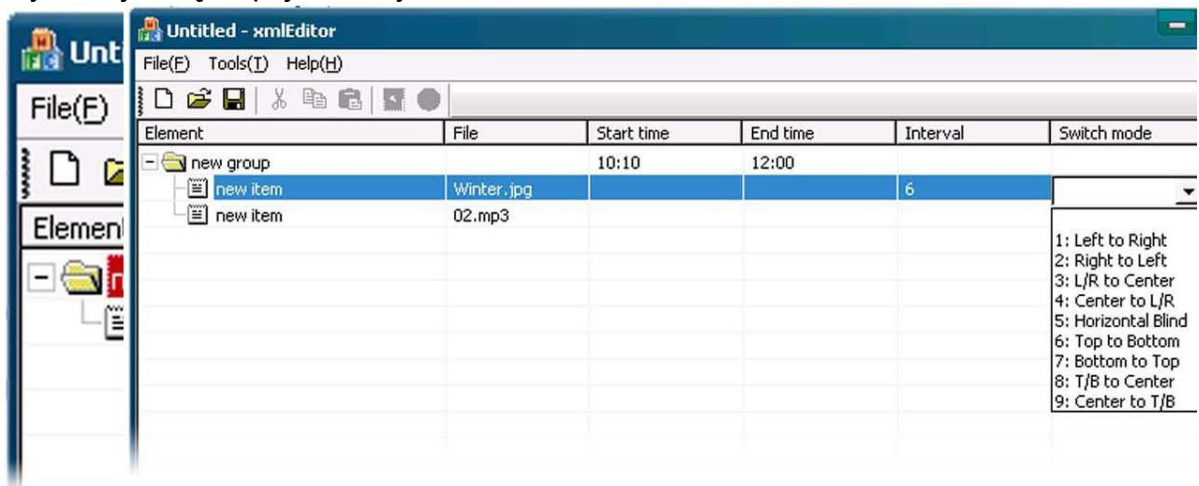 Unti
File(F)
Elemen
Untitled - xmlEditor
File(F) Tools(T) Help(H)
Element File Start time End time Interval Switch mode
new group 10:10 12:00
new item Winter.jpg 6
new item 02.mp3
1: Left to Right
2: Right to Left
3: L/R to Center
4: Center to L/R
5: Horizontal Blind
6: Top to Bottom
7: Bottom to Top
8: T/B to Center
9: Center to T/B